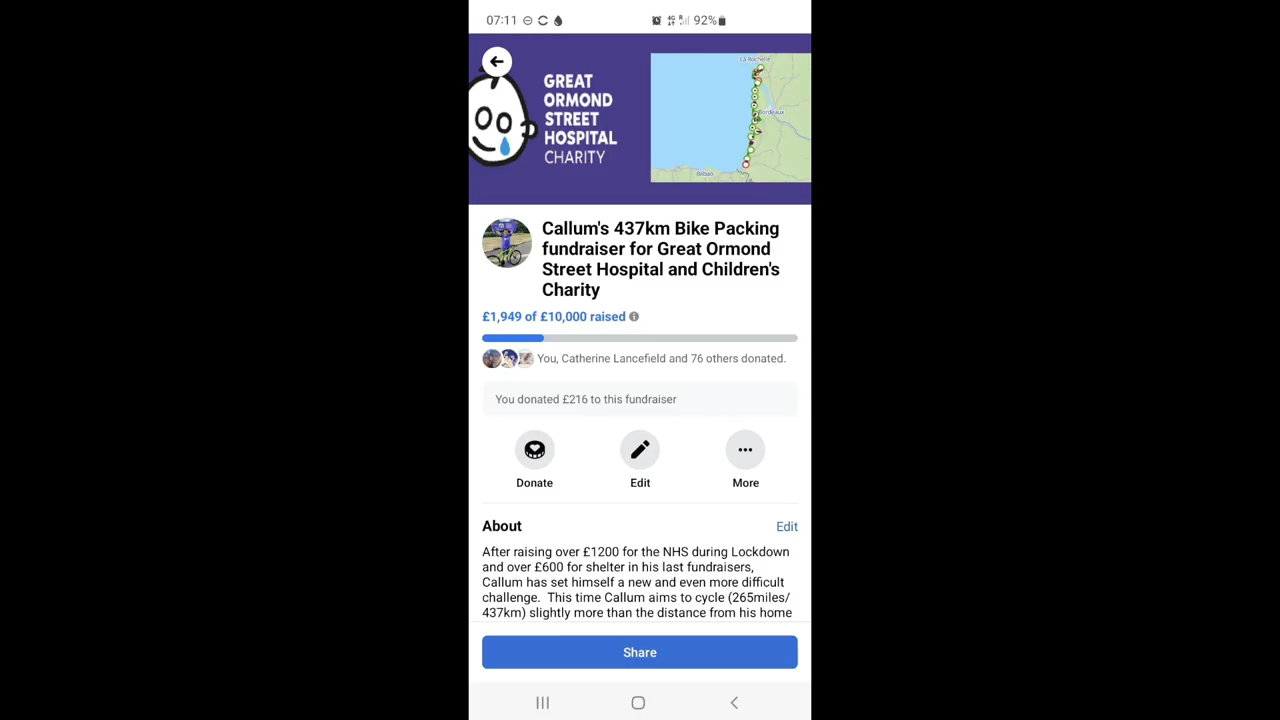 07:11 92%
GREAT
ORMOND
STREET
HOSPITAL
CHARITY
La Rochelle
Bordeaux
Bilbao
Callum's 437km Bike Packing
fundraiser for Great Ormond
Street Hospital and Children's
Charity
£1,949 of £10,000 raised
You, Catherine Lancefield and 76 others donated.
You donated £216 to this fundraiser
Donate Edit More
About Edit
After raising over £1200 for the NHS during Lockdown
and over £600 for shelter in his last fundraisers,
Callum has set himself a new and even more difficult
challenge.  This time Callum aims to cycle (265miles/
437km) slightly more than the distance from his home
Share